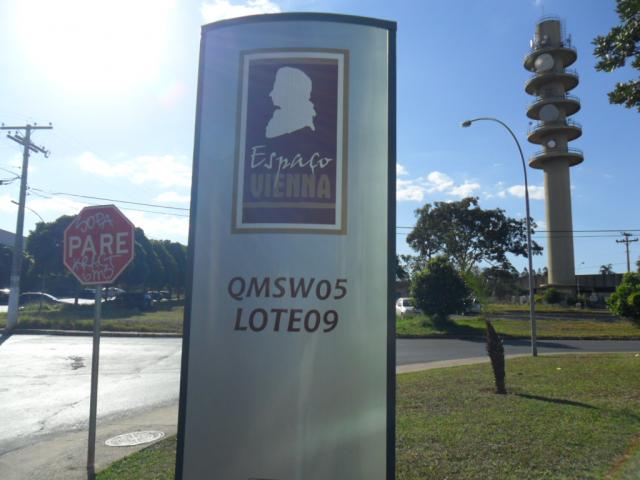 Espaço
VIENNA
QMSW05
LOTE09
PARE